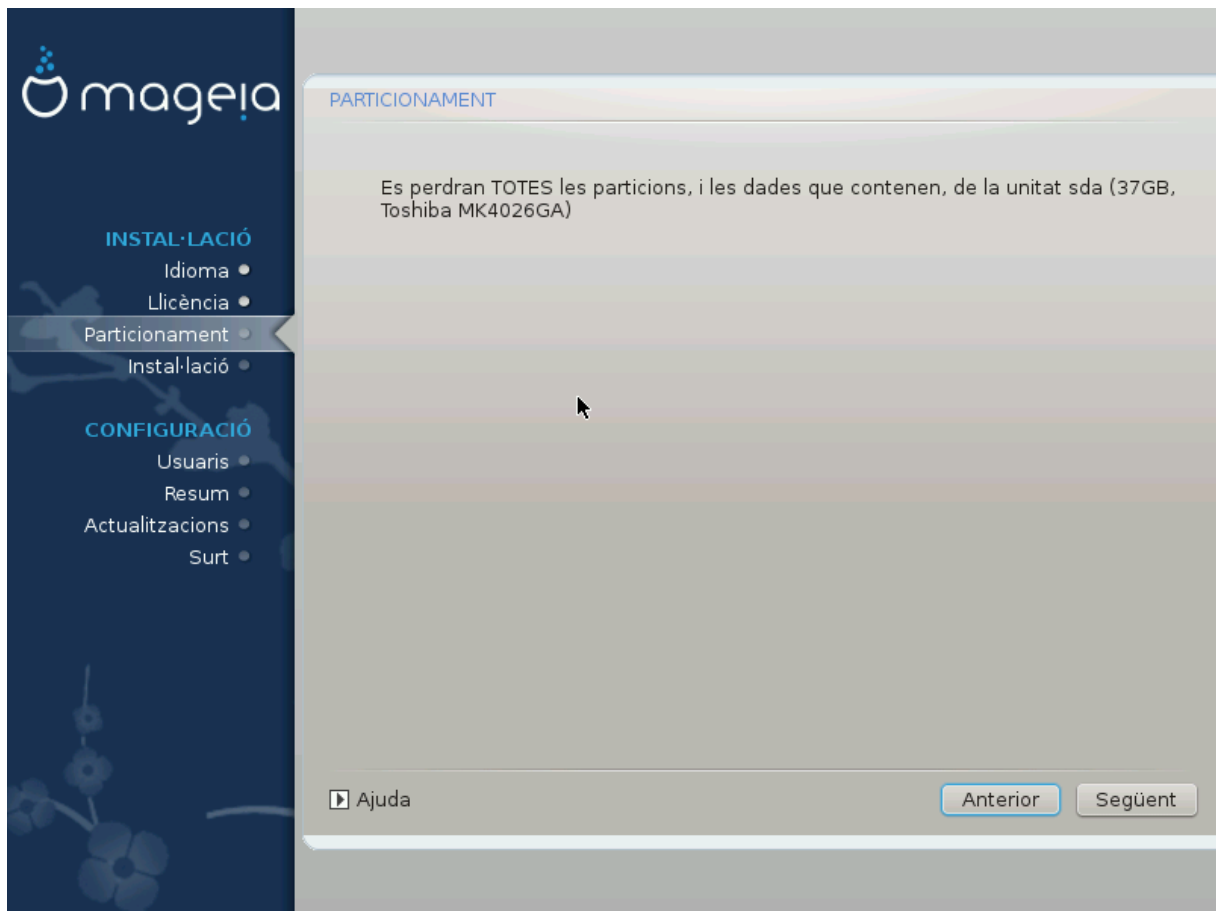 mageia
INSTAL·LACIÓ
Idioma
Llicència
Particionament
Instal·lació
CONFIGURACIÓ
Usuaris
Resum
Actualitzacions
Surt
PARTICIONAMENT
Es perdran TOTES les particions, i les dades que contenen, de la unitat sda (37GB,
Toshiba MK4026GA)
Ajuda
Anterior
Següent